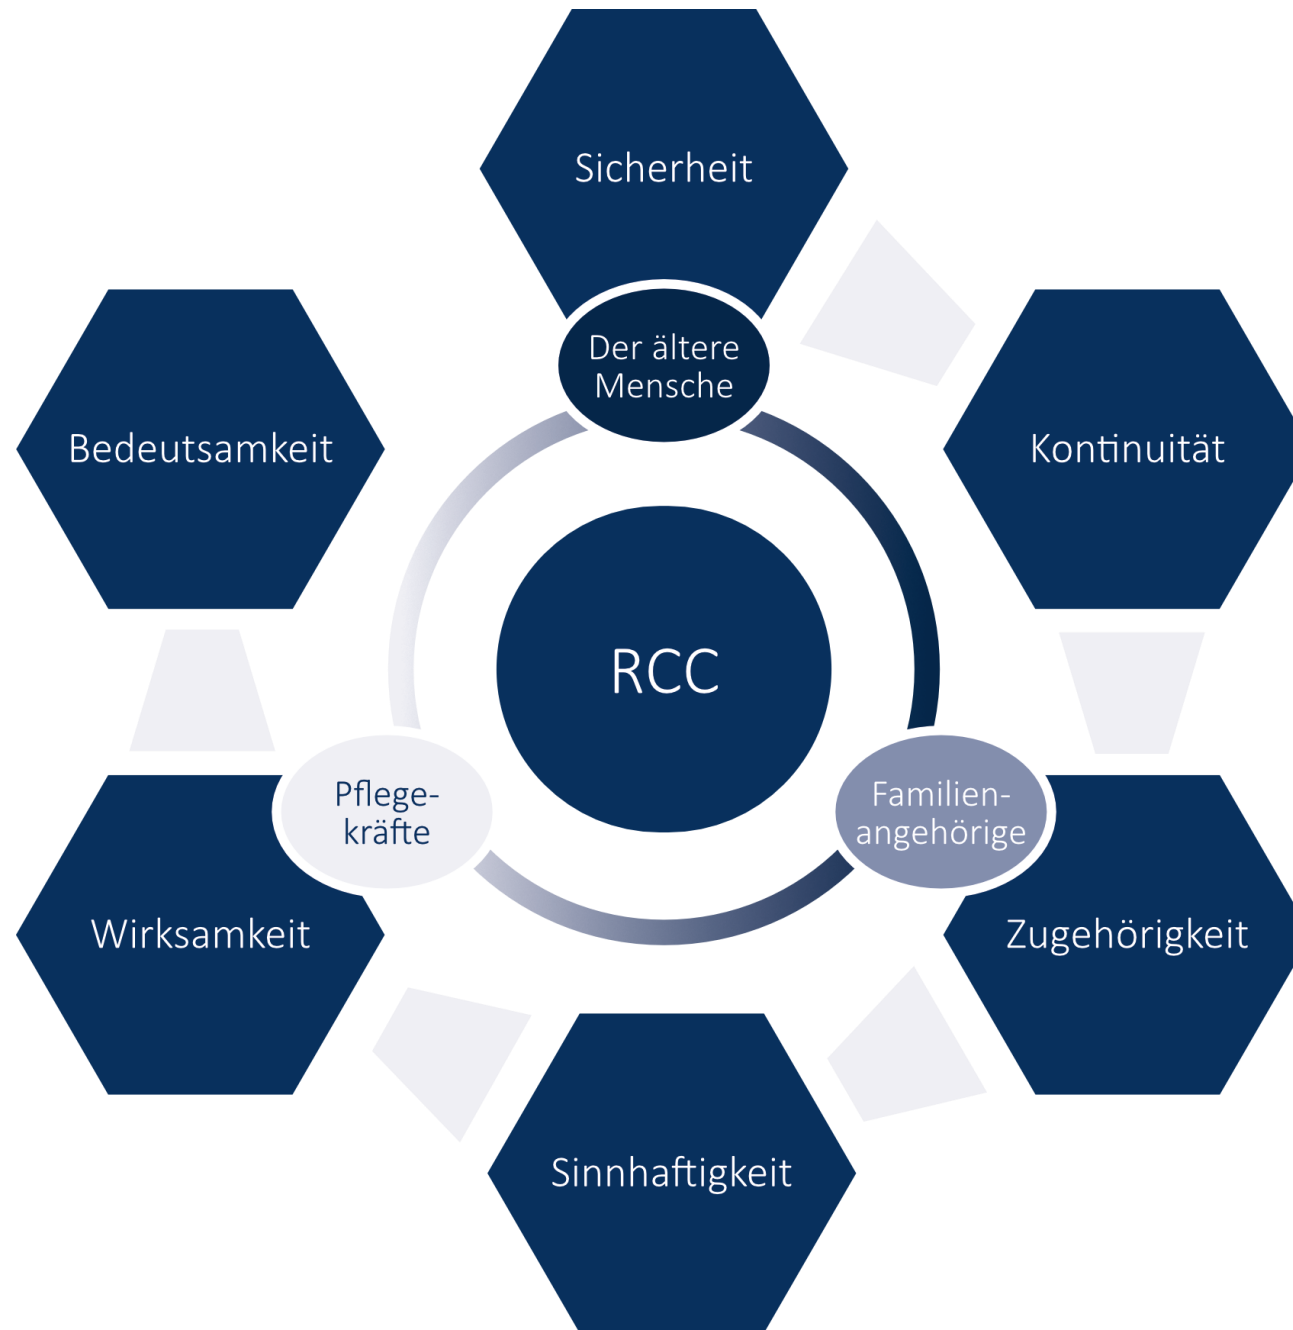 Sicherheit
Der ältere
Mensche
Bedeutsamkeit
Kontinuität
RCC
Pflege-
kräfte
Familien-
angehörige
Wirksamkeit
Zugehörigkeit
Sinnhaftigkeit